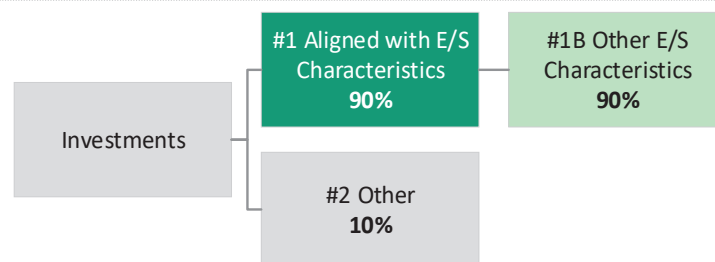 #1 Aligned with E/S
Characteristics
90%
#1B Other E/S
Characteristics
90%
Investments
#2 Other
10%